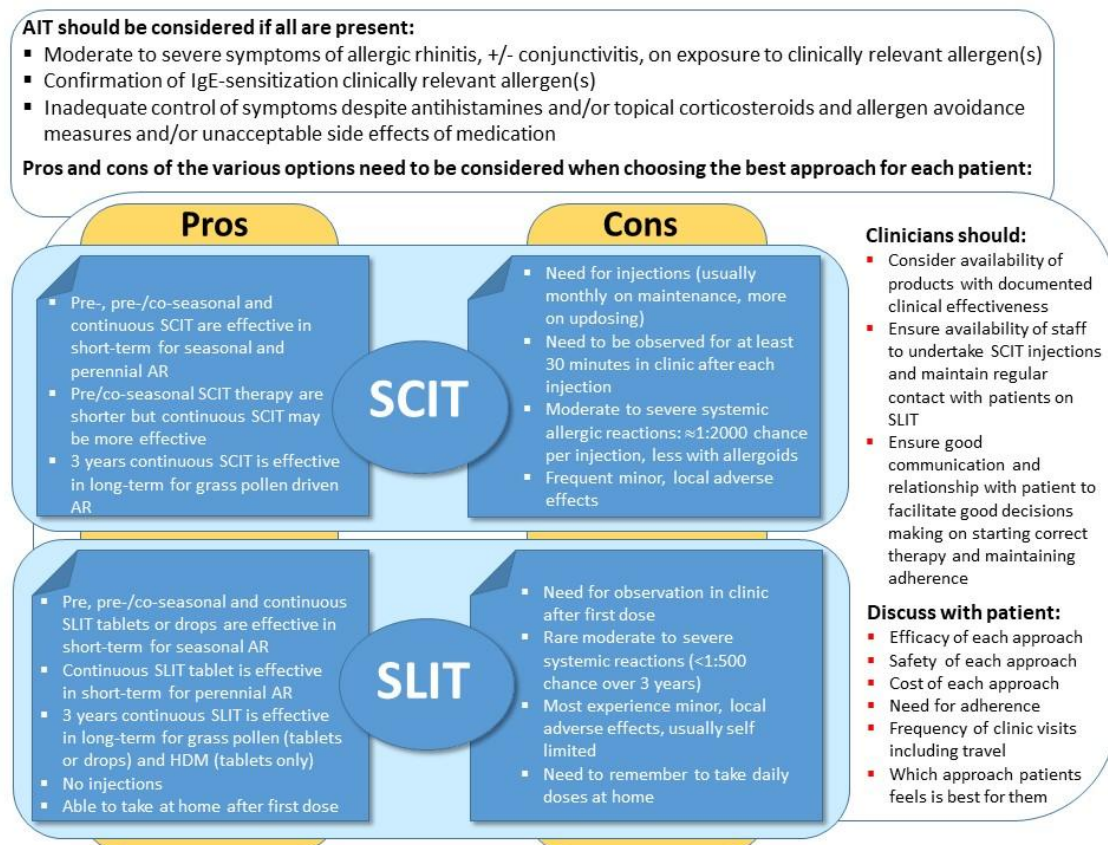 AIT should be considered if all are present:
▪ Moderate to severe symptoms of allergic rhinitis, +/- conjunctivitis, on exposure to clinically relevant allergen(s)
▪ Confirmation of IgE-sensitization clinically relevant allergen(s)
▪ Inadequate control of symptoms despite antihistamines and/or topical corticosteroids and allergen avoidance
measures and/or unacceptable side effects of medication
Pros and cons of the various options need to be considered when choosing the best approach for each patient:
Pros
▪ Pre-, pre-/co-seasonal and
continuous SCIT are effective in
short-term for seasonal and
perennial AR
▪ Pre/co-seasonal SCIT therapy are
shorter but continuous SCIT may
be more effective
▪ 3 years continuous SCIT is effective
in long-term for grass pollen driven
AR
SCIT
Cons
▪ Need for injections (usually
monthly on maintenance, more
on updosing)
▪ Need to be observed for at least
30 minutes in clinic after each
injection
▪ Moderate to severe systemic
allergic reactions: ≈1:2000 chance
per injection, less with allergoids
▪ Frequent minor, local adverse
effects
▪ Pre, pre-/co-seasonal and continuous
SLIT tablets or drops are effective in
short-term for seasonal AR
▪ Continuous SLIT tablet is effective
in short-term for perennial AR
▪ 3 years continuous SLIT is effective
in long-term for grass pollen (tablets
or drops) and HDM (tablets only)
▪ No injections
▪ Able to take at home after first dose
SLIT
▪ Need for observation in clinic
after first dose
▪ Rare moderate to severe
systemic reactions (<1:500
chance over 3 years)
▪ Most experience minor, local
adverse effects, usually self
limited
▪ Need to remember to take daily
doses at home
Clinicians should:
▪ Consider availability of
products with documented
clinical effectiveness
▪ Ensure availability of staff
to undertake SCIT injections
and maintain regular
contact with patients on
SLIT
▪ Ensure good
communication and
relationship with patient to
facilitate good decisions
making on starting correct
therapy and maintaining
adherence
Discuss with patient:
▪ Efficacy of each approach
▪ Safety of each approach
▪ Cost of each approach
▪ Need for adherence
▪ Frequency of clinic visits
including travel
▪ Which approach patients
feels is best for them